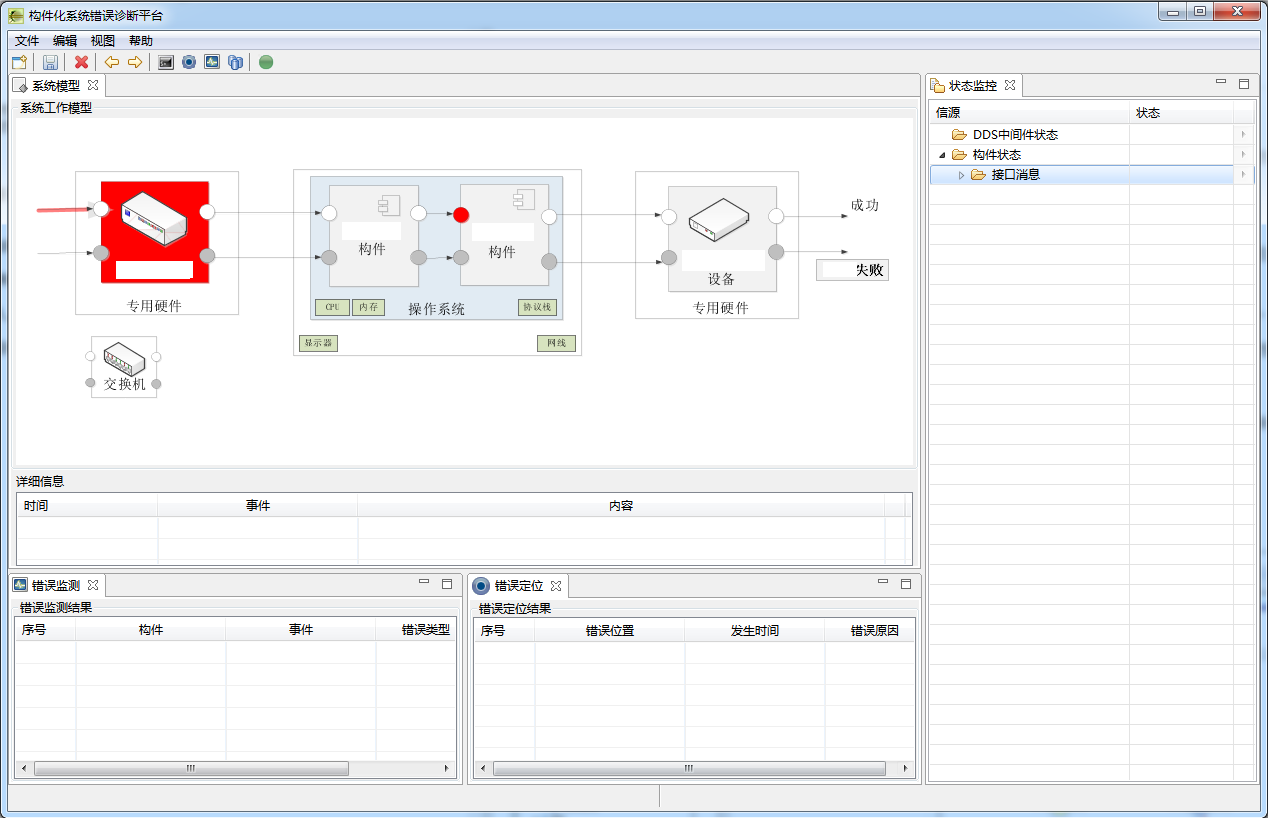 构件化系统错误诊断平台
文件 编辑 视图 帮助
系统模型
系统工作模型
专用硬件
交换机
构件
构件
CPU 内存 操作系统 协议栈
显示器 网线
设备
专用硬件
成功
失败
详细信息
时间 事件 内容
错误监测
错误监测结果
序号 构件 事件 错误类型
错误定位
错误定位结果
序号 错误位置 发生时间 错误原因
状态监控
信源 状态
DDS中间件状态
构件状态
接口消息